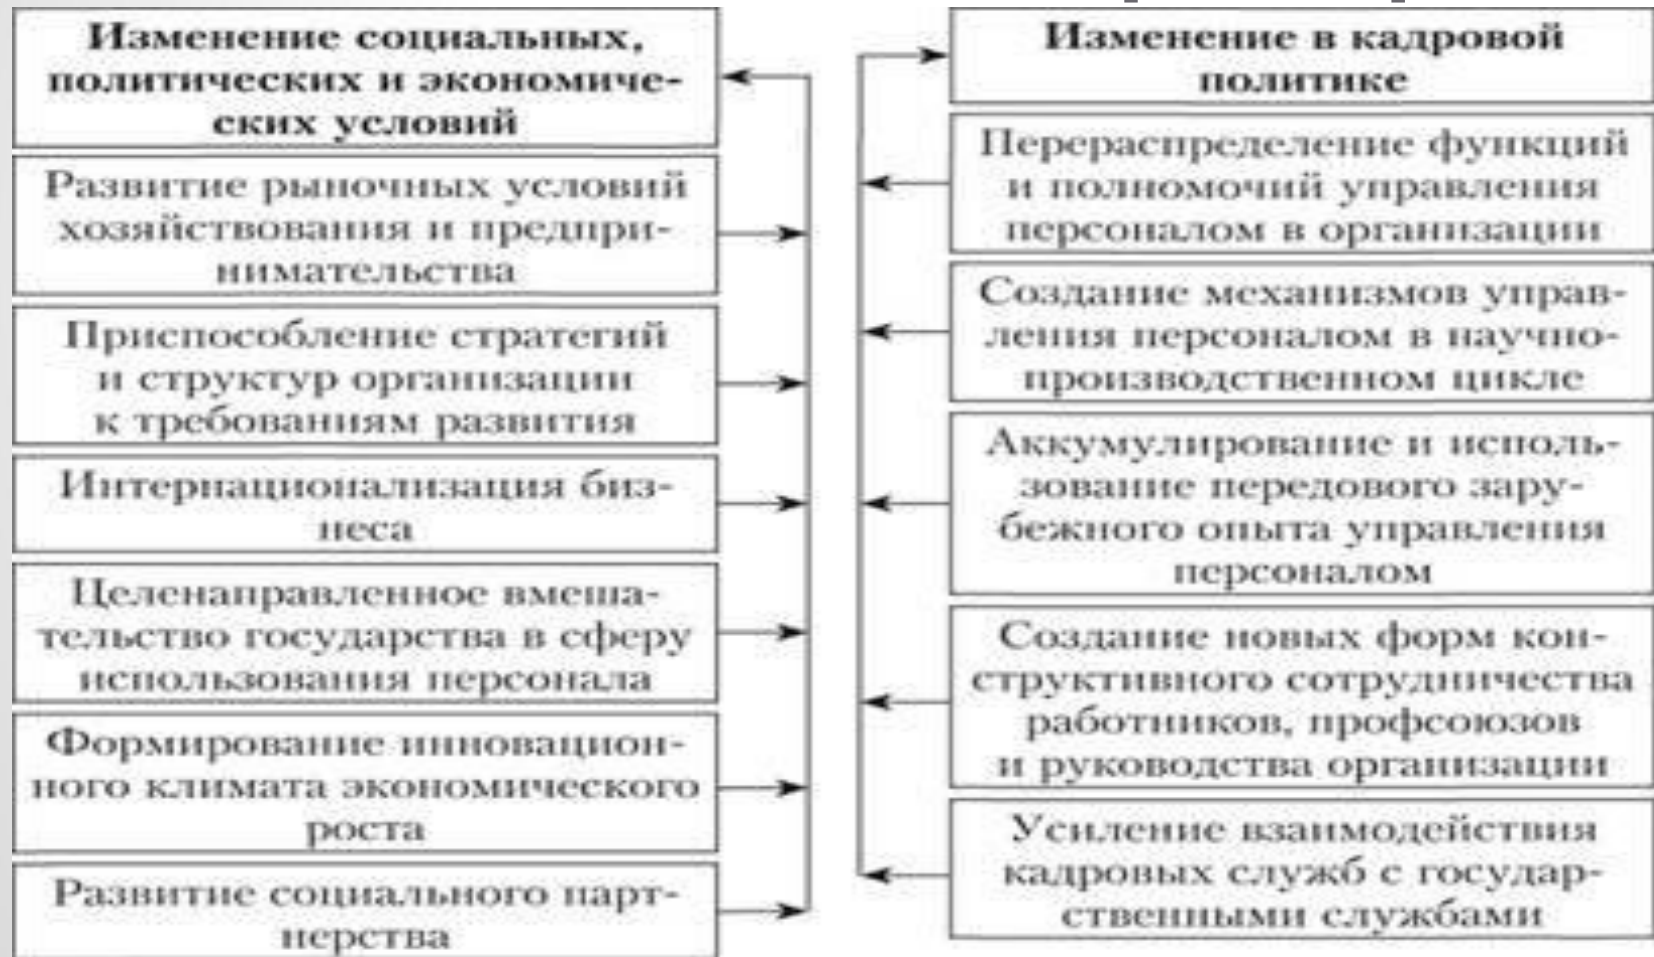 Изменение социальных,
политических и экономиче-
ских условий
Развитие рыночных условий
хозяйствования и предпри-
нимательства
Приспособление стратегий
и структур организации
к требованиям развития
Интернационализация биз-
неса
Целенаправленное вмеша-
тельство государства в сферу
использования персонала
Формирование инновацион-
ного климата экономического
роста
Развитие социального парт-
нерства
Изменение в кадровой
политике
Перераспределение функций
и полномочий управления
персоналом в организации
Создание механизмов управ-
ления персоналом в научно-
производственном цикле
Аккумулирование и исполь-
зование передового зару-
бежного опыта управления
персоналом
Создание новых форм кон-
структивного сотрудничества
работников, профсоюзов
и руководства организации
Усиление взаимодействия
кадровых служб с государ-
ственными службами